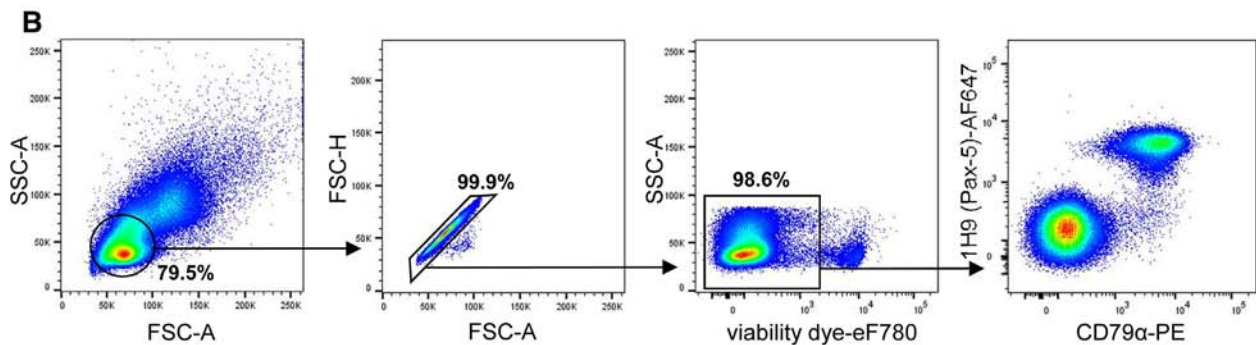 B
SSC-A
250K
200K
150K
100K
50K
0
79.5%
0 50K 100K 150K 200K 250K
FSC-A
FSC-H
250K
200K
150K
100K
50K
0
99.9%
0 50K 100K 150K 200K 250K
FSC-A
SSC-A
250K
200K
150K
100K
50K
0
98.6%
0 10³ 10⁴ 10⁵
viability dye-eF780
1H9 (Pax-5)-AF647
10⁵
10⁴
10³
0
0 10³ 10⁴ 10⁵
CD79α-PE